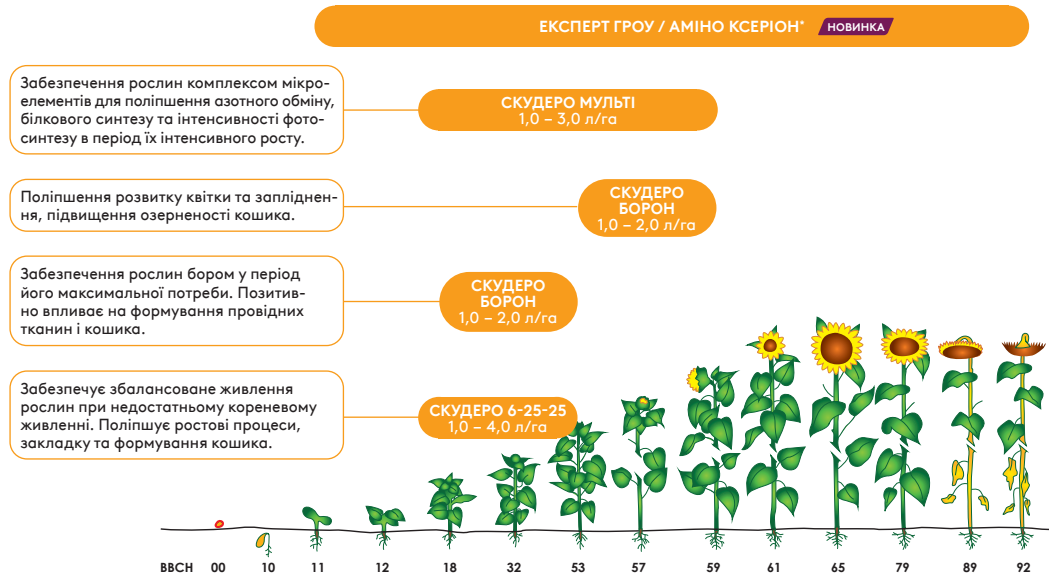 ЕКСПЕРТ ГРОУ / АМІНО КСЕРІОН* НОВИНКА
Забезпечення рослин комплексом мікро-
елементів для поліпшення азотного обміну,
білкового синтезу та інтенсивності фото-
синтезу в період їх інтенсивного росту.
СКУДЕРО МУЛЬТІ
1,0 – 3,0 л/га
Поліпшення розвитку квітки та запліднен-
ня, підвищення озерненості кошика.
СКУДЕРО
БОРОН
1,0 – 2,0 л/га
Забезпечення рослин бором у період
його максимальної потреби. Позитив-
но впливає на формування провідних
тканин і кошика.
СКУДЕРО
БОРОН
1,0 – 2,0 л/га
Забезпечує збалансоване живлення
рослин при недостатньому кореневому
живленні. Поліпшує ростові процеси,
закладку та формування кошика.
СКУДЕРО 6-25-25
1,0 – 4,0 л/га
BBCH 00 10 11 12 18 32 53 57 59 61 65 79 89 92